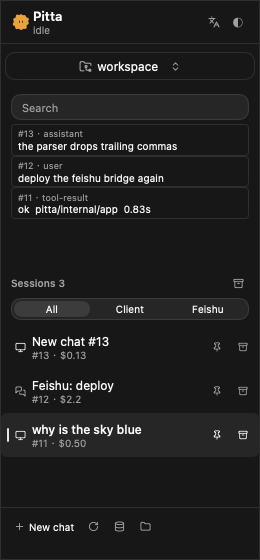 Pitta
idle
workspace
Search
#13 · assistant
the parser drops trailing commas
#12 · user
deploy the feishu bridge again
#11 · tool-result
ok pitta/internal/app 0.83s
Sessions 3
All Client Feishu
New chat #13
#13 · $0.13
Feishu: deploy
#12 · $2.2
why is the sky blue
#11 · $0.50
+ New chat